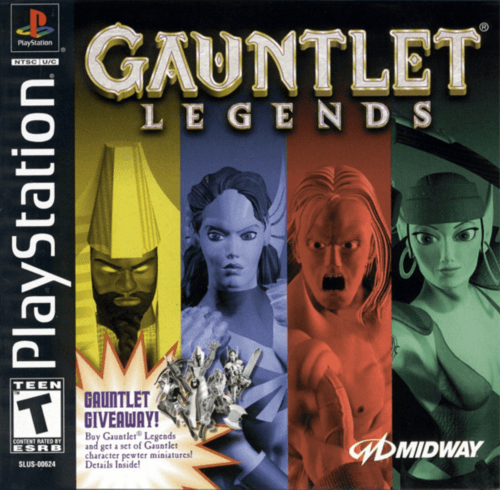 PlayStation
NTSC U/C
PlayStation
GAUNTLET®
LEGENDS
GAUNTLET
GIVEAWAY!
Buy Gauntlet® Legends
and get a set of Gauntlet
character pewter miniatures!
Details Inside!
TEEN
T
CONTENT RATED BY
ESRB
SLUS-00624
MIDWAY